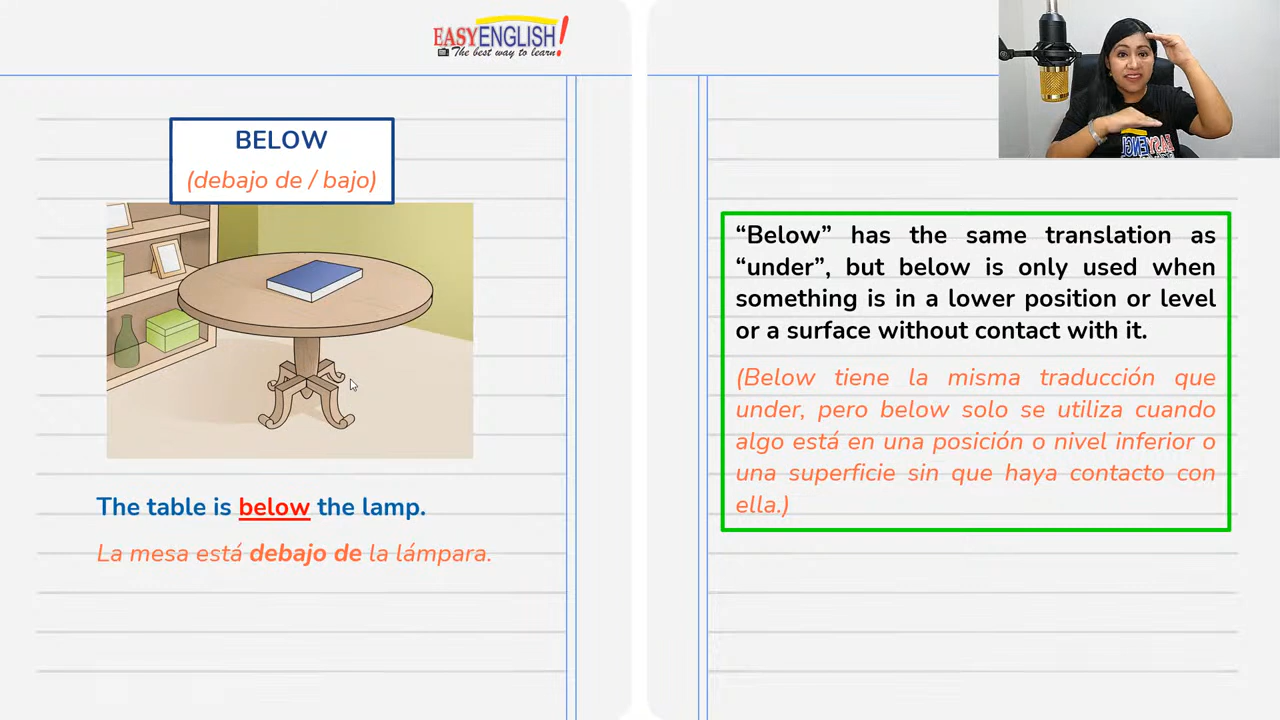 EASYENGLISH!
The best way to learn!
BELOW
(debajo de / bajo)
The table is below the lamp.
La mesa está debajo de la lámpara.
“Below” has the same translation as
“under”, but below is only used when
something is in a lower position or level
or a surface without contact with it.
(Below tiene la misma traducción que
under, pero below solo se utiliza cuando
algo está en una posición o nivel inferior o
una superficie sin que haya contacto con
ella.)